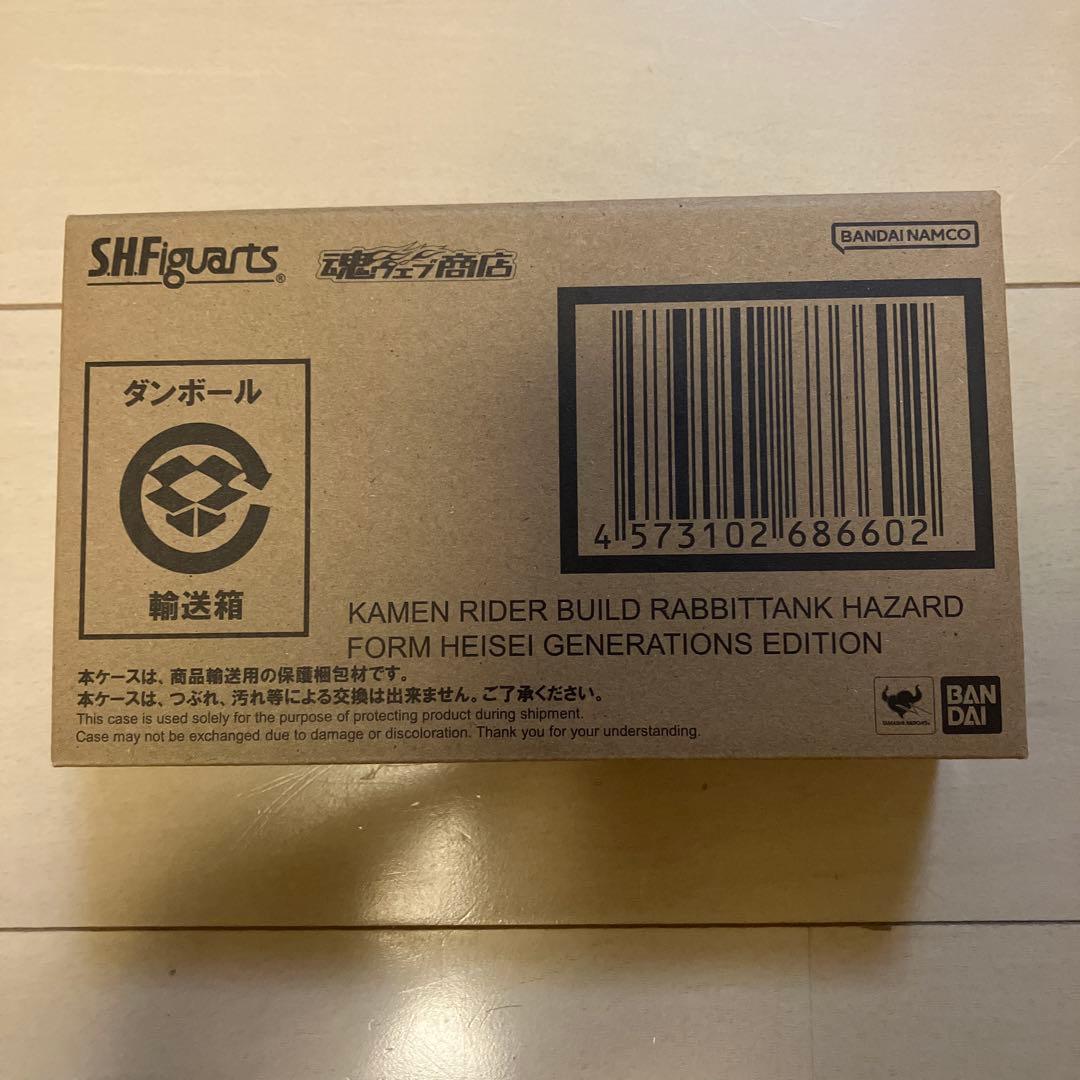 S.H.Figuarts®
魂ウェブ商店
BANDAI NAMCO
ダンボール
輸送箱
4 573102 686602
KAMEN RIDER BUILD RABBITTANK HAZARD
FORM HEISEI GENERATIONS EDITION
本ケースは、商品輸送用の保護梱包材です。
本ケースは、つぶれ、汚れ等による交換は出来ません。ご了承ください。
This case is used solely for the purpose of protecting product during shipment.
Case may not be exchanged due to damage or discoloration. Thank you for your understanding.
TAMASHII NATIONS
BAN
DAI